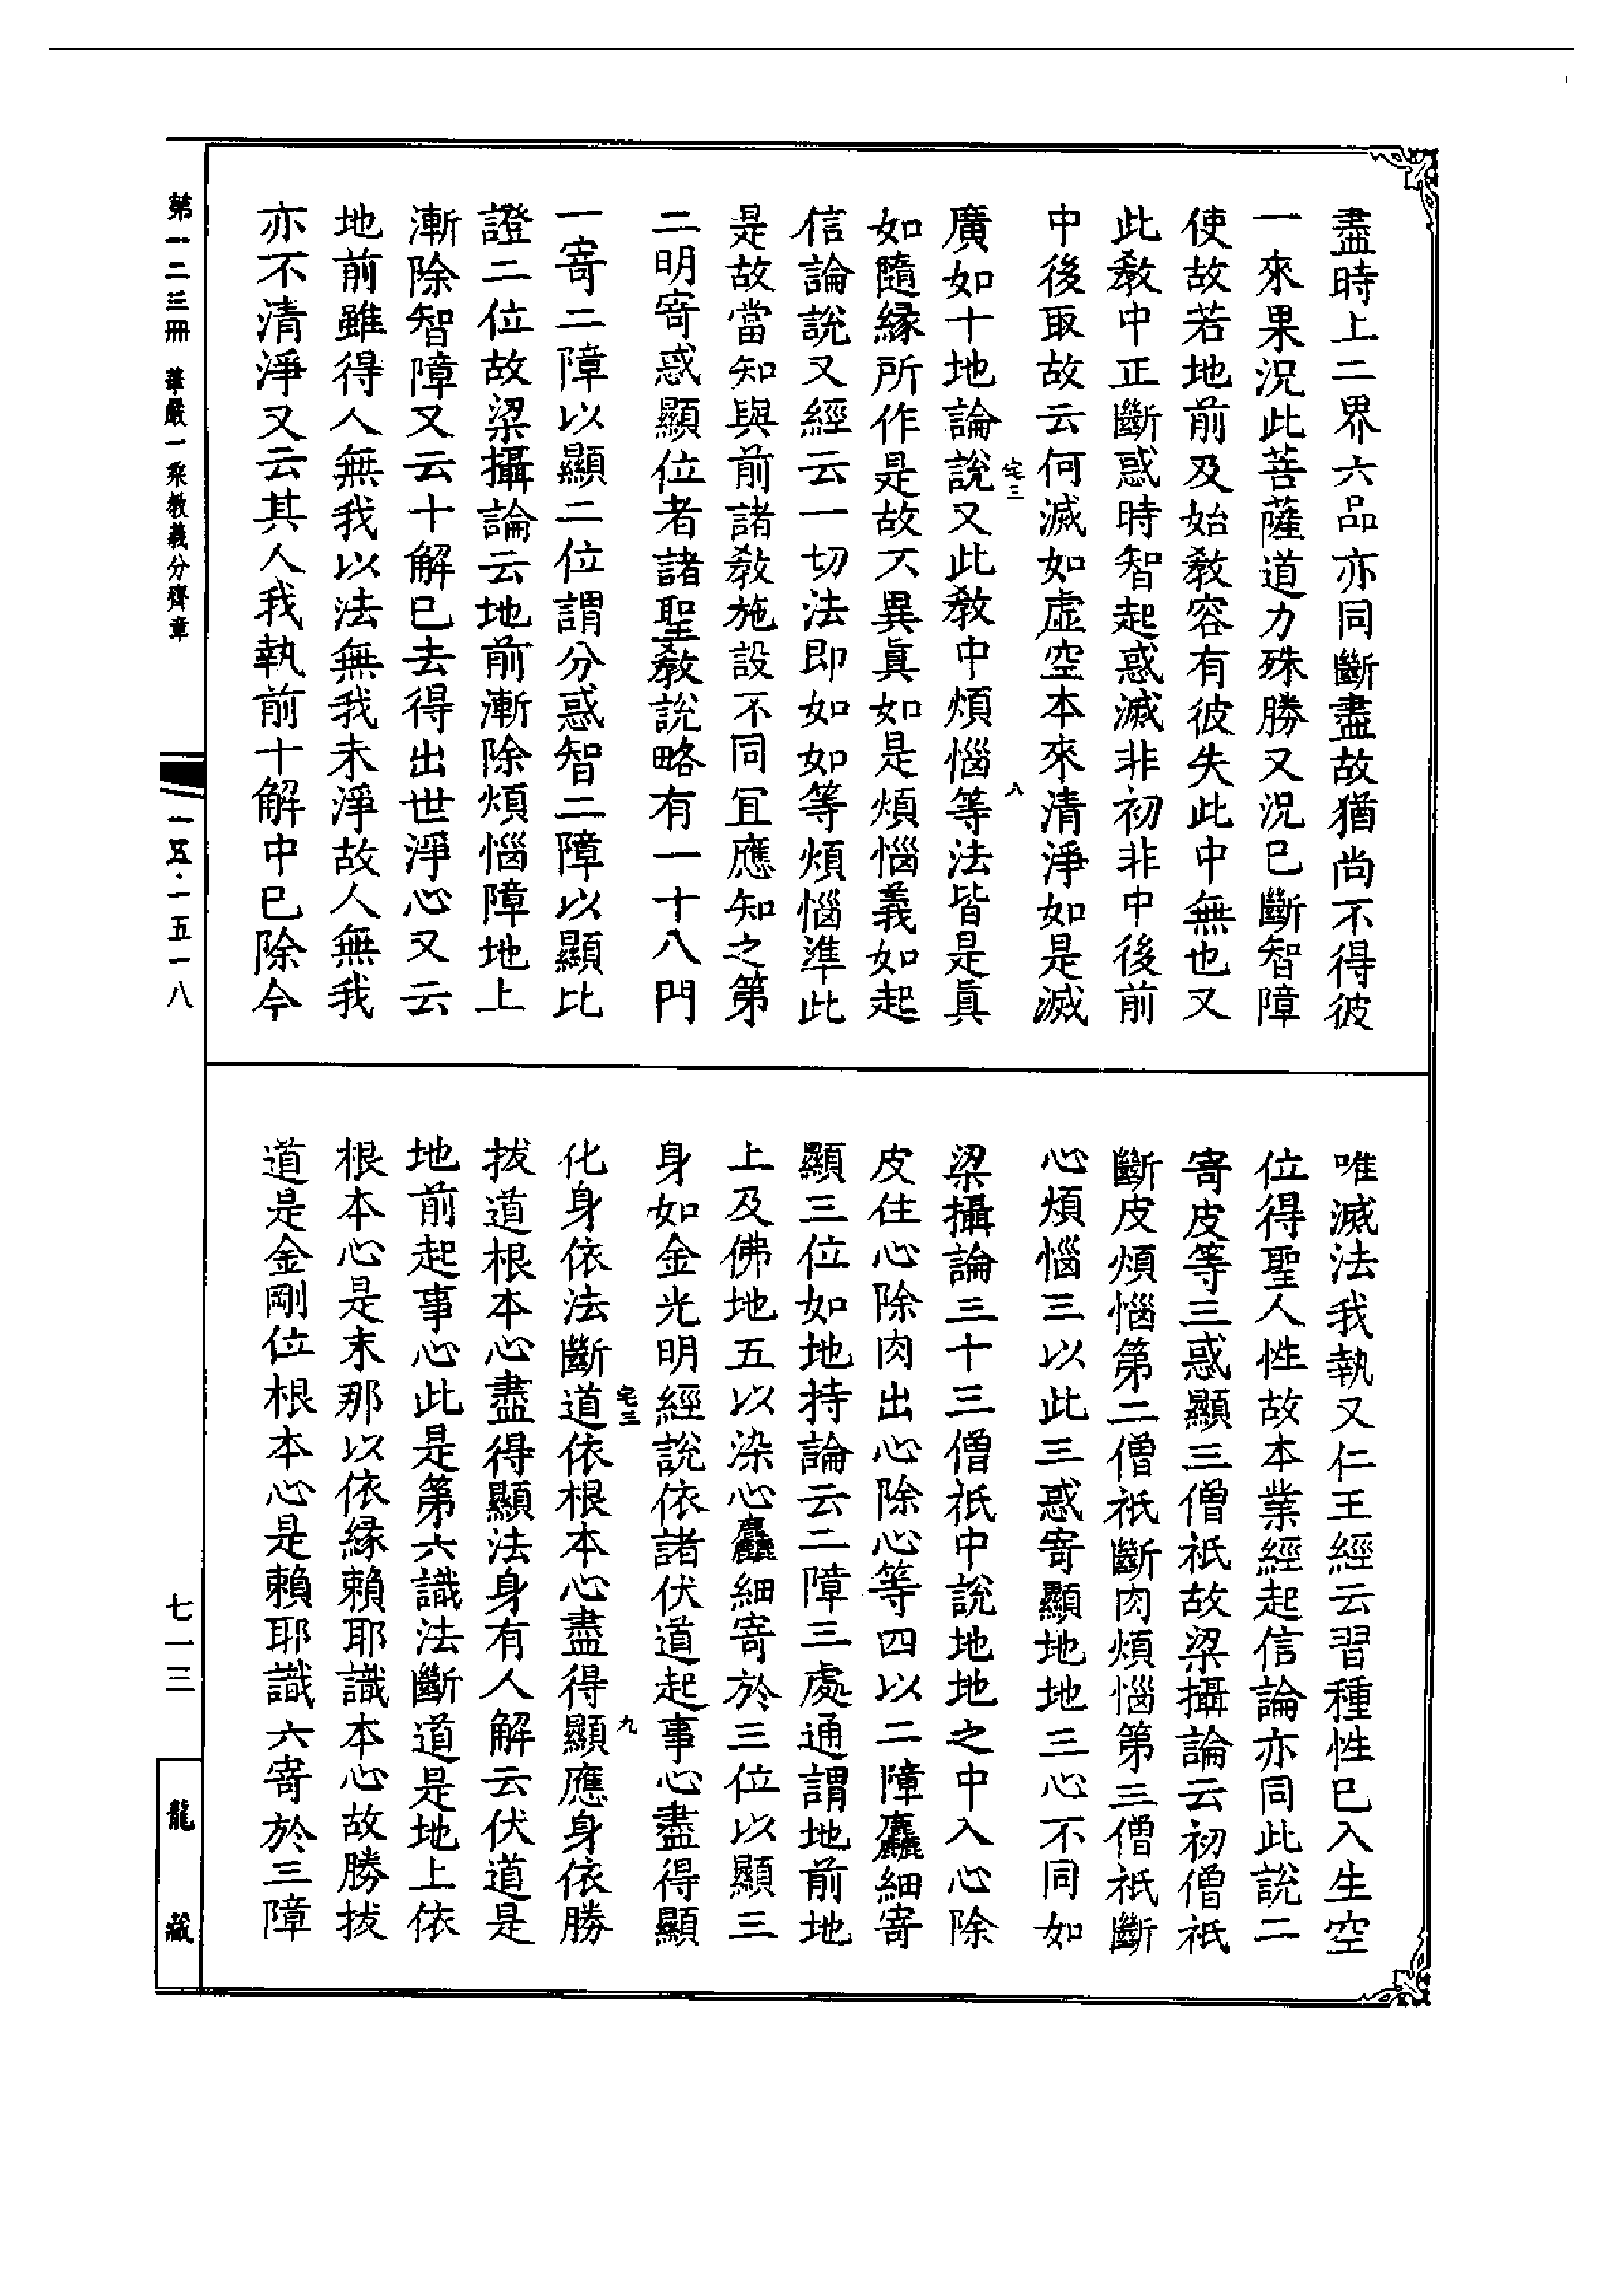 盡時上二界六品亦同斷盡故猶尚不得彼
一來果況此菩薩道力殊勝又況已斷智障
使故若地前及始教容有彼失此中無也又
此教中正斷惑時智起惑滅非初非中後前
中後取故云何滅如虛空本來清淨如是滅
宅三
八
廣如十地論說又此教中煩惱等法皆是真
如隨緣所作是故不異真如是煩惱義如起
信論說又經云一切法即如如等煩惱準此
是故當知與前諸教施設不同宜應知之第
二明寄惑顯位者諸聖教說略有一十八門
一寄二障以顯二位謂分惑智二障以顯比
證二位故梁攝論云地前漸除煩惱障地上
漸除智障又云十解已去得出世淨心又云
地前雖得人無我以法無我未淨故人無我
亦不清淨又云其人我執前十解中已除今
唯滅法我執又仁王經云習種性已入生空
位得聖人性故本業經起信論亦同此說二
寄皮等三惑顯三僧祇故梁攝論云初僧祇
斷皮煩惱第二僧祇斷肉煩惱第三僧祇斷
心煩惱三以此三惑寄顯地地三心不同如
梁攝論三十三僧祇中說地地之中入心除
皮住心除肉出心除心等四以二障麤細寄
顯三位如地持論云二障三處通謂地前地
上及佛地五以染心麤細寄於三位以顯三
身如金光明經說依諸伏道起事心盡得顯
宅三
九
化身依法斷道依根本心盡得顯應身依勝
拔道根本心盡得顯法身有人解云伏道是
地前起事心此是第六識法斷道是地上依
根本心是末那以依緣賴耶識本心故勝拔
道是金剛位根本心是賴耶識六寄於三障
第一二三冊 華嚴一乘教義分齊章
一五一八
七一三
龍藏